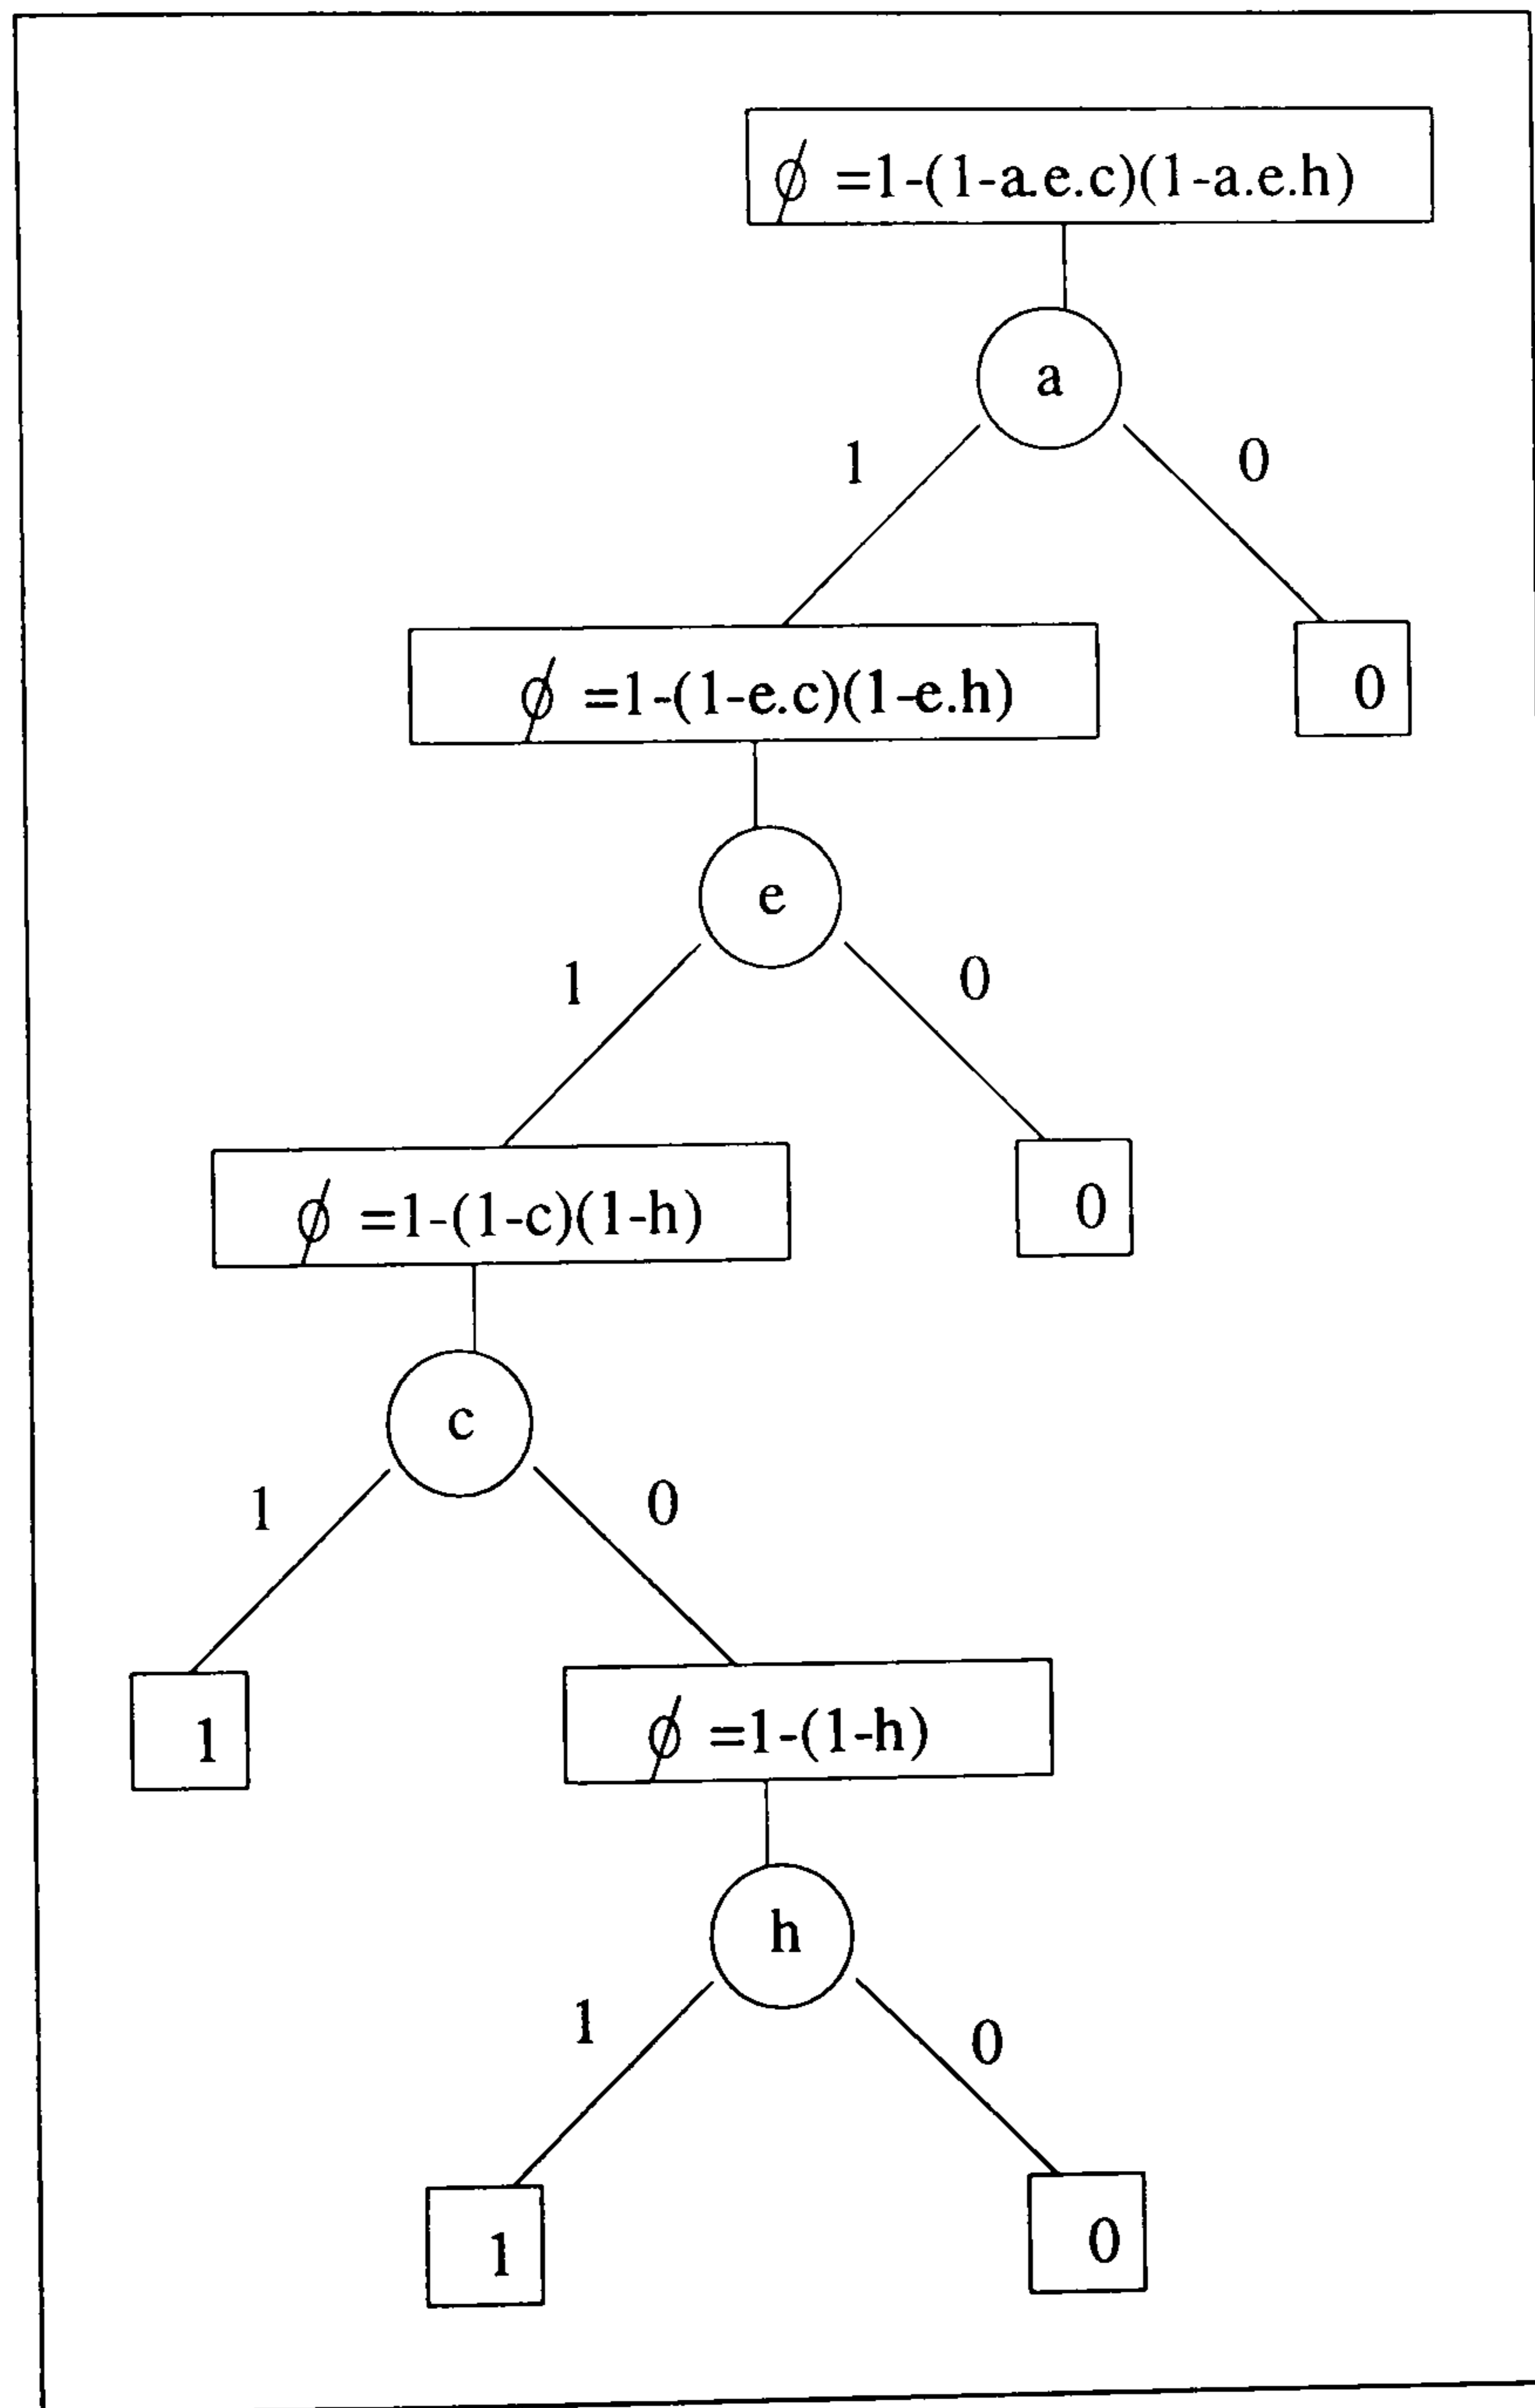 ϕ =1-(1-a.e.c)(1-a.e.h)
a
1 0
ϕ =1-(1-e.c)(1-e.h) 0
e
1 0
ϕ =1-(1-c)(1-h) 0
c
1 0
1 ϕ =1-(1-h)
h
1 0
1 0